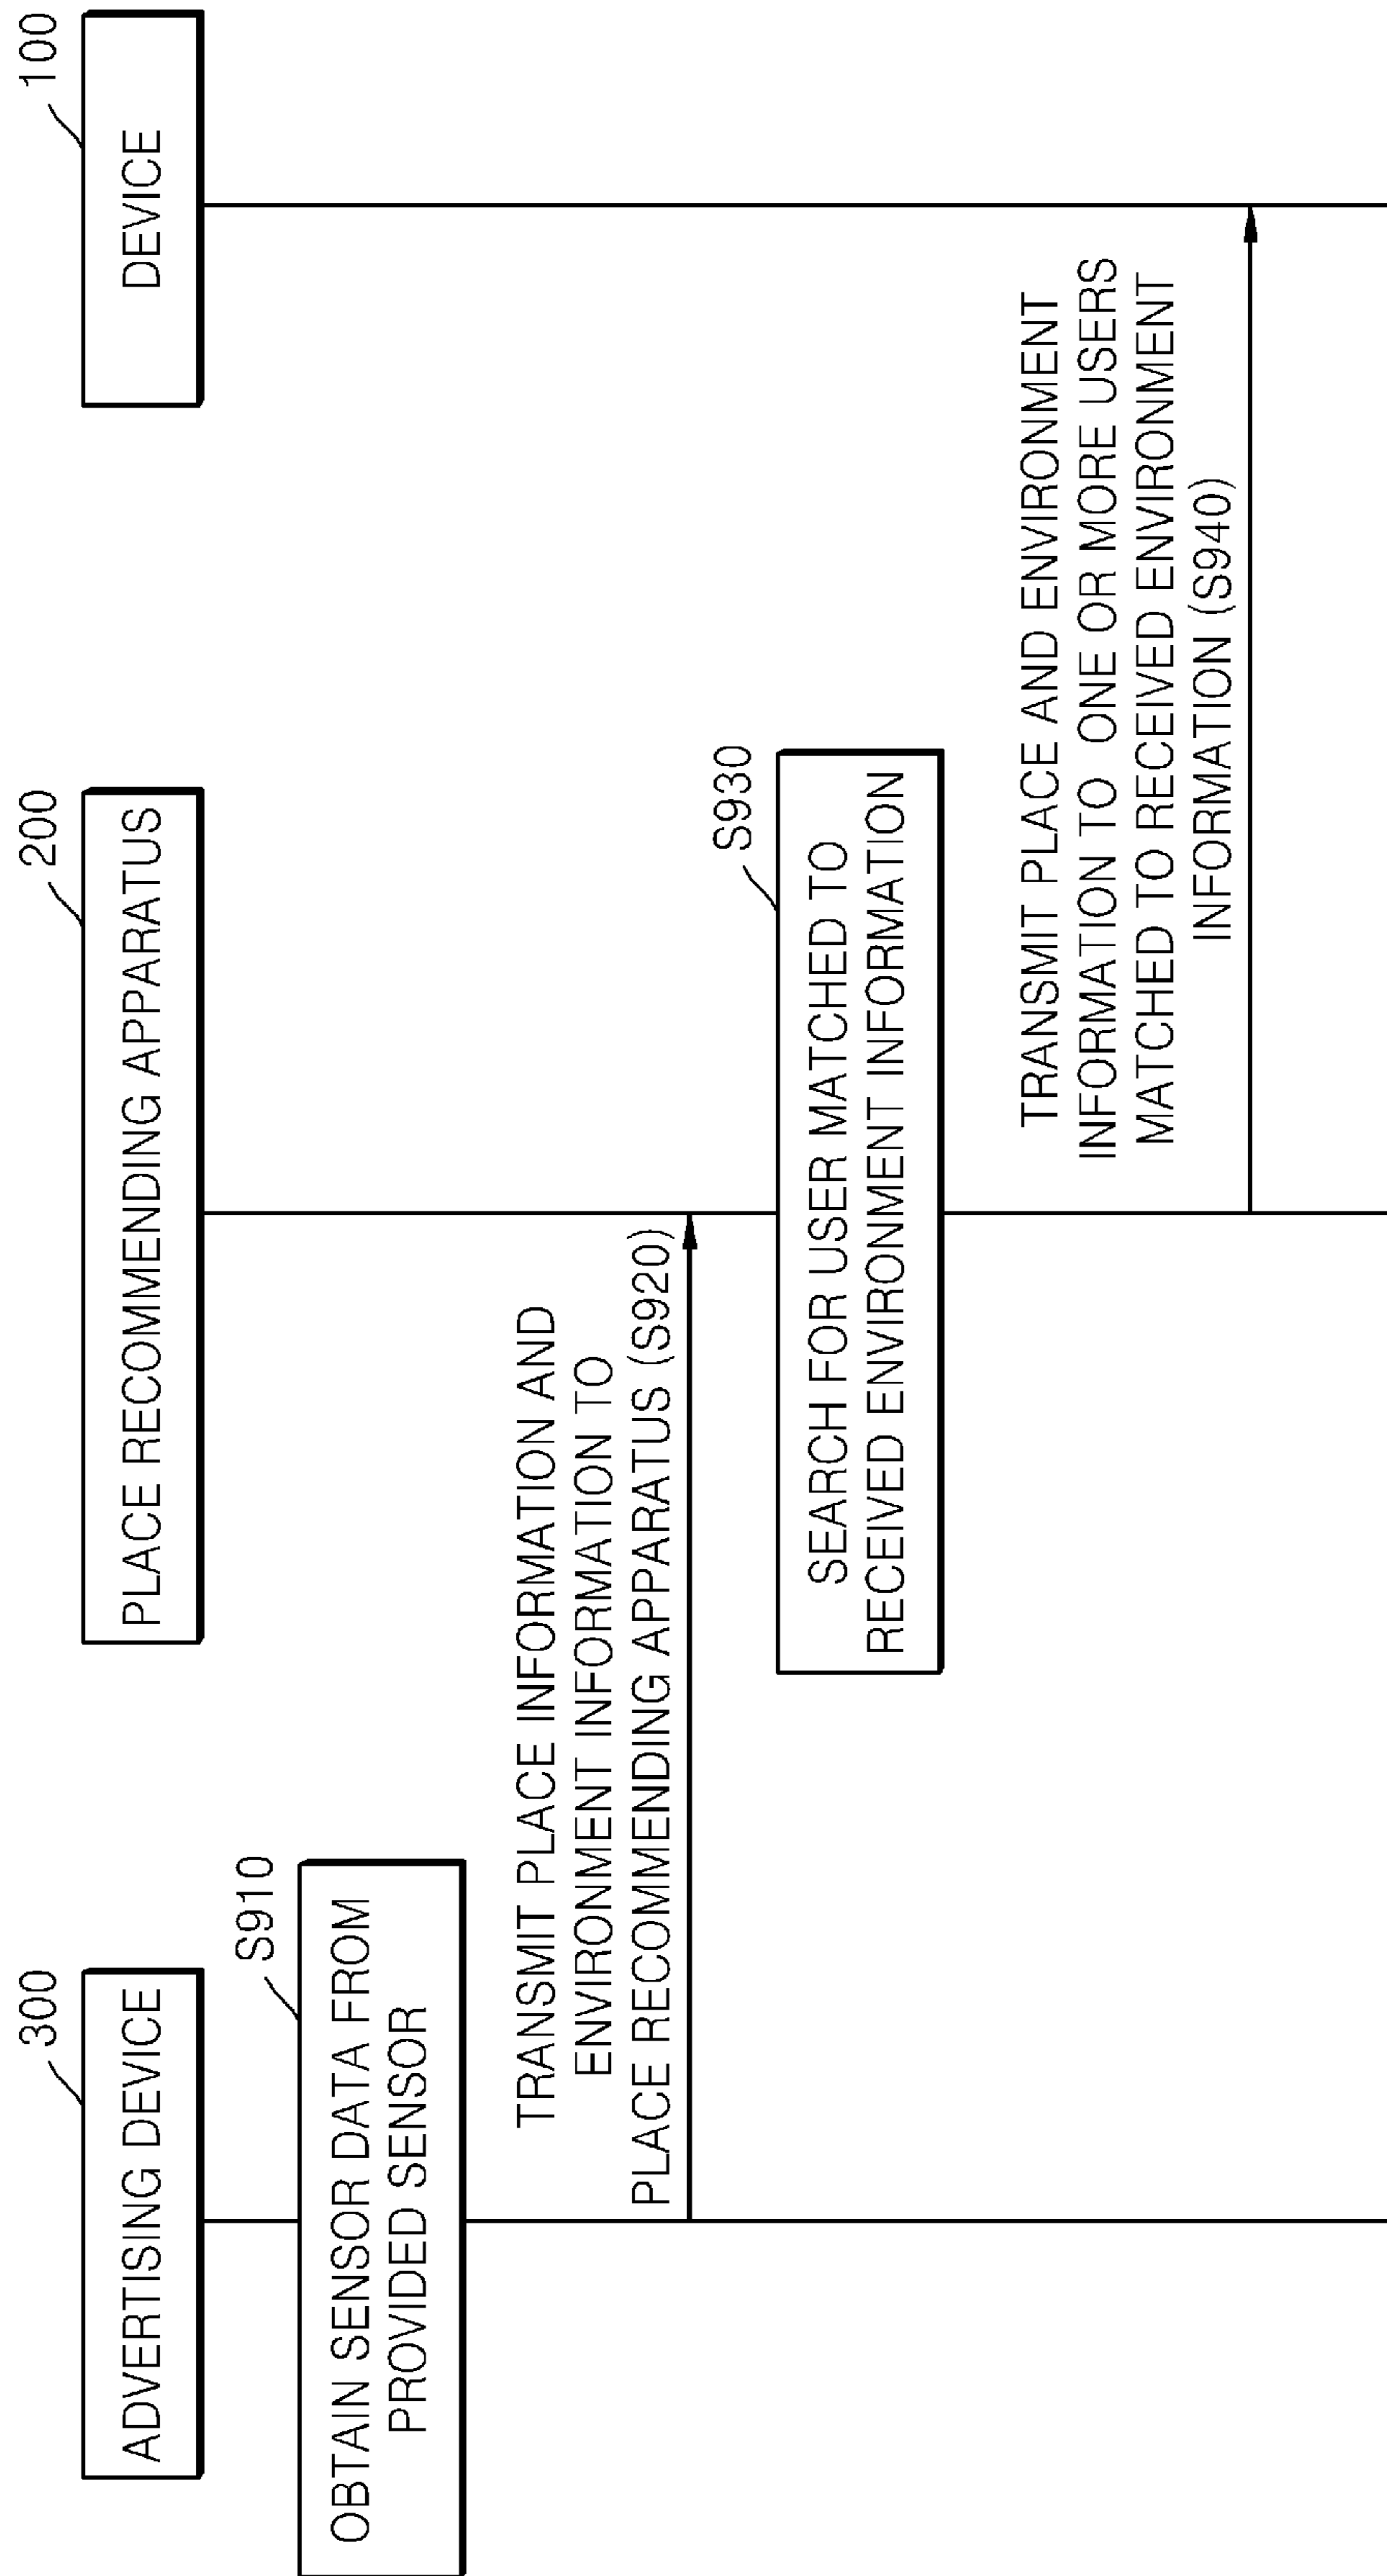 300
ADVERTISING DEVICE
200
PLACE RECOMMENDING APPARATUS
100
DEVICE
S910
OBTAIN SENSOR DATA FROM
PROVIDED SENSOR
TRANSMIT PLACE INFORMATION AND
ENVIRONMENT INFORMATION TO
PLACE RECOMMENDING APPARATUS (S920)
S930
SEARCH FOR USER MATCHED TO
RECEIVED ENVIRONMENT INFORMATION
TRANSMIT PLACE AND ENVIRONMENT
INFORMATION TO ONE OR MORE USERS
MATCHED TO RECEIVED ENVIRONMENT
INFORMATION (S940)